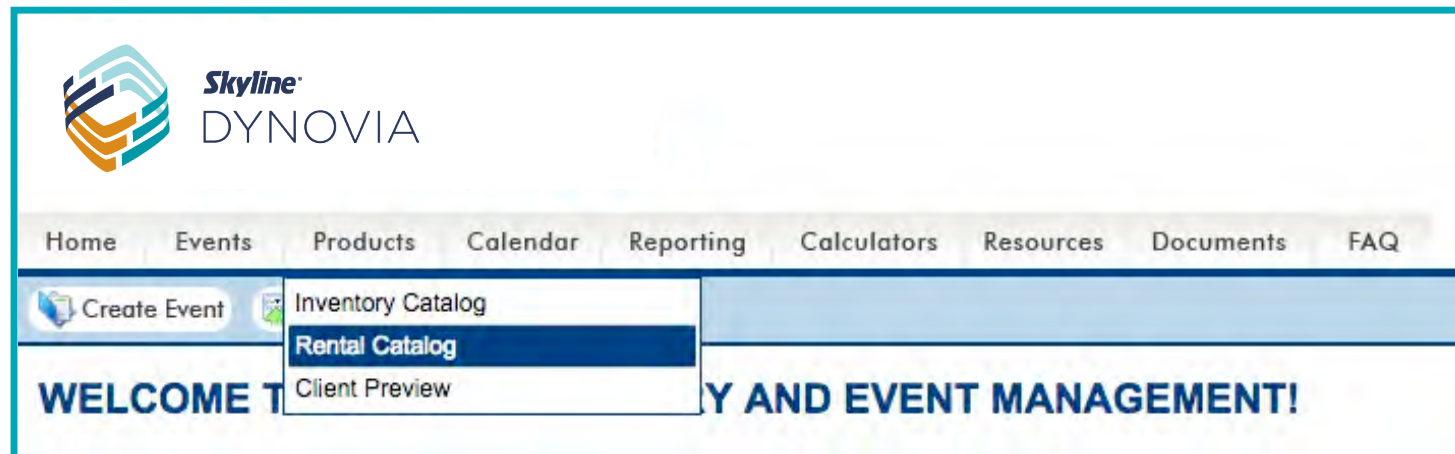 Skyline®
DYNOVIA
Home Events Products Calendar Reporting Calculators Resources Documents FAQ
Create Event
Inventory Catalog
Rental Catalog
Client Preview
WELCOME T RY AND EVENT MANAGEMENT!